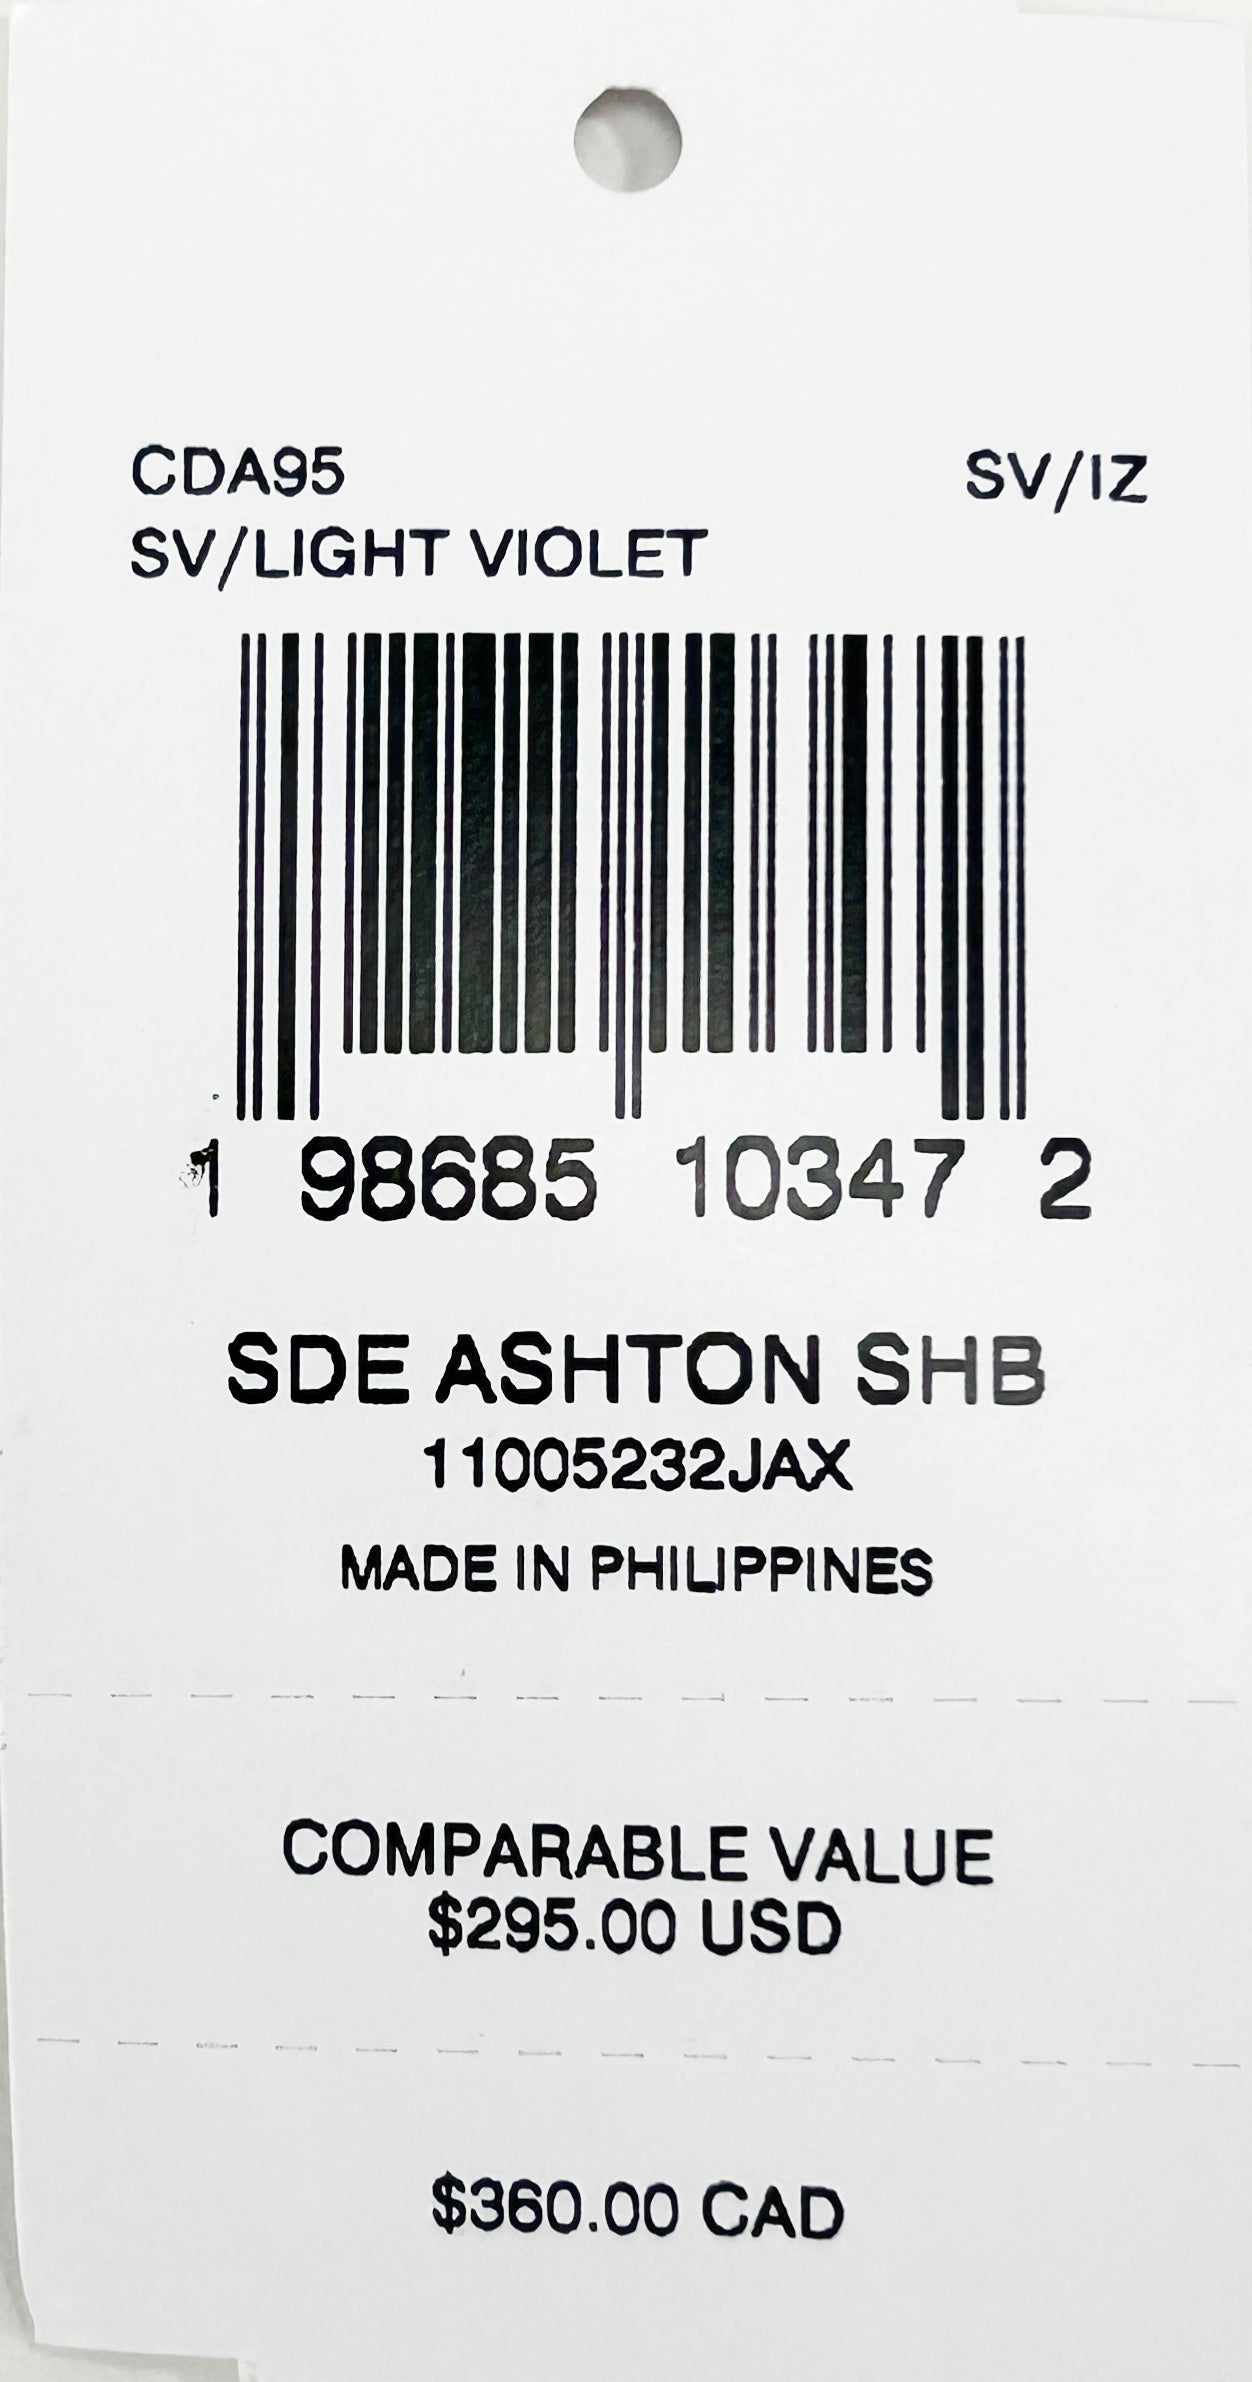 CDA95 SV/IZ
SV/LIGHT VIOLET
1 98685 10347 2
SDE ASHTON SHB
11005232JAX
MADE IN PHILIPPINES
COMPARABLE VALUE
$295.00 USD
$360.00 CAD